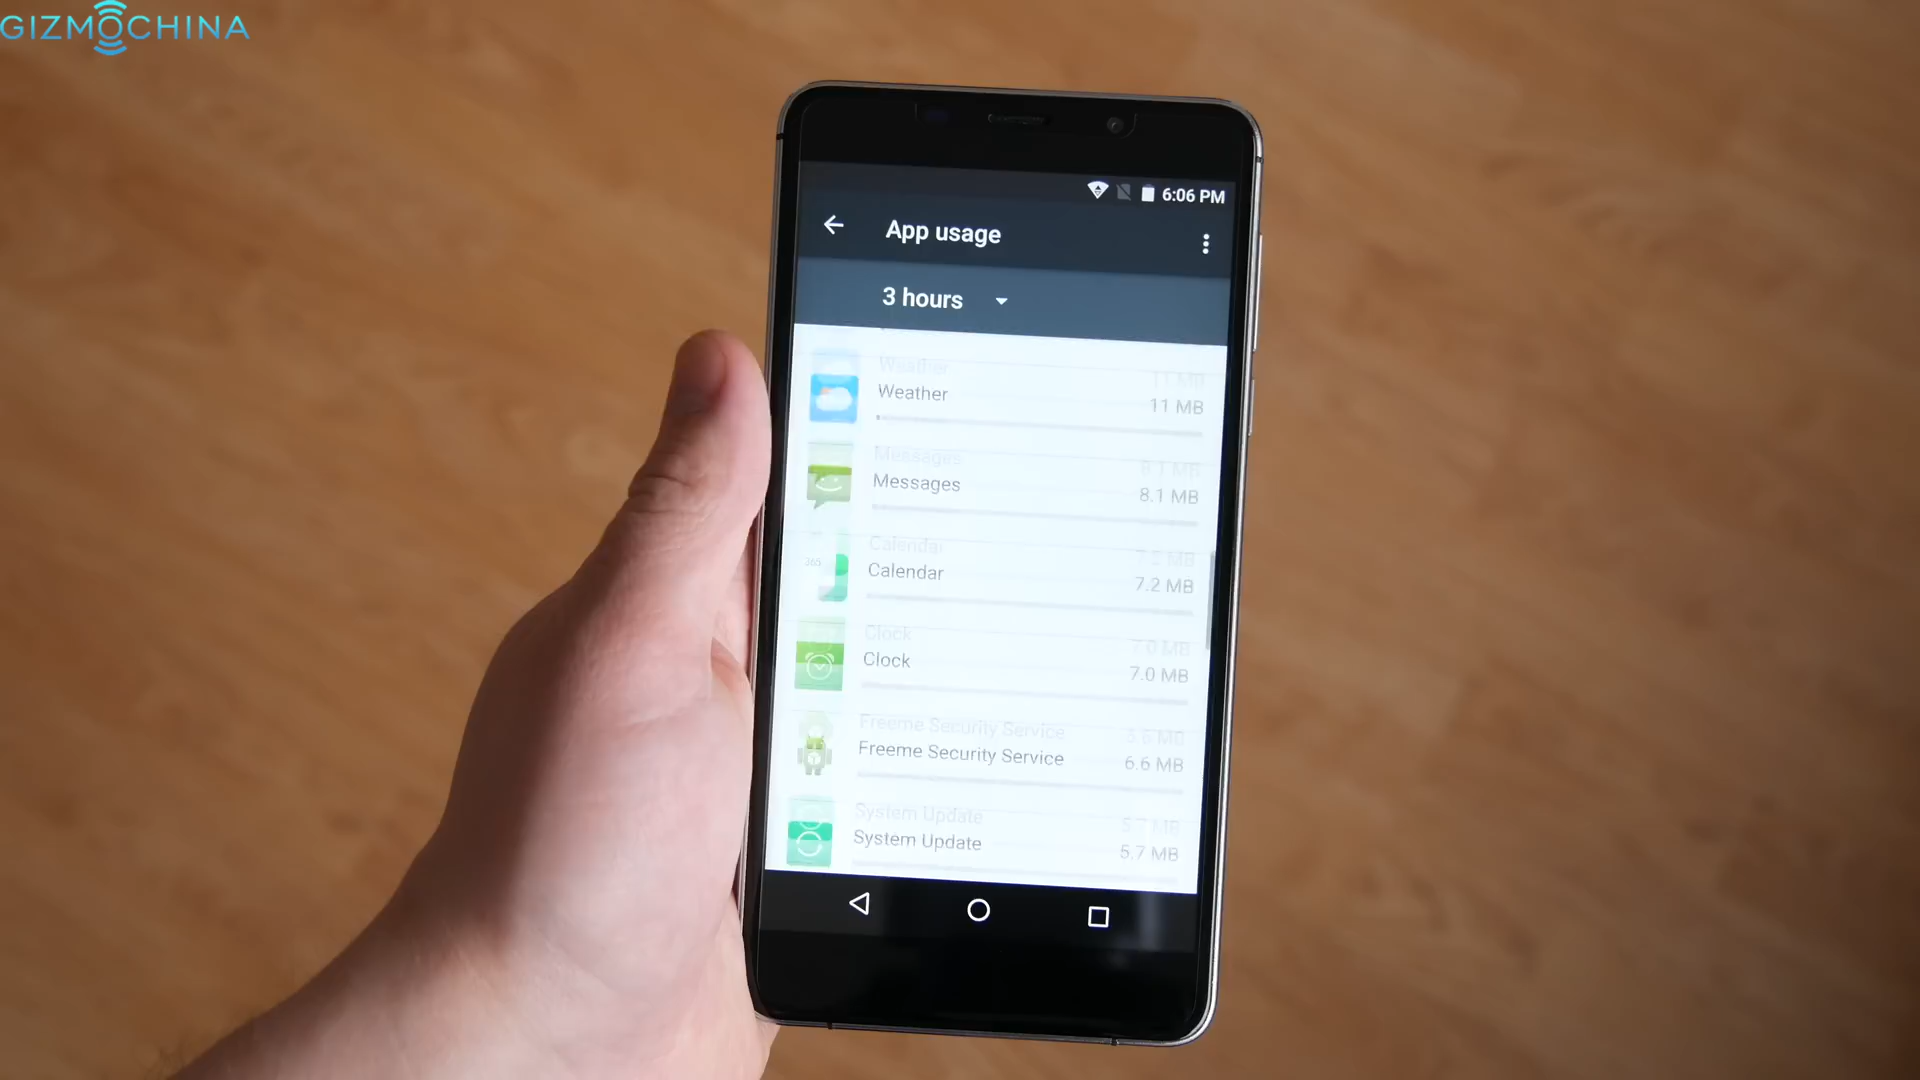 GIZMOCHINA
6:06 PM
App usage
3 hours
Weather
11 MB
Messages
8.1 MB
Calendar
7.2 MB
Clock
7.0 MB
Freeme Security Service
6.6 MB
System Update
5.7 MB